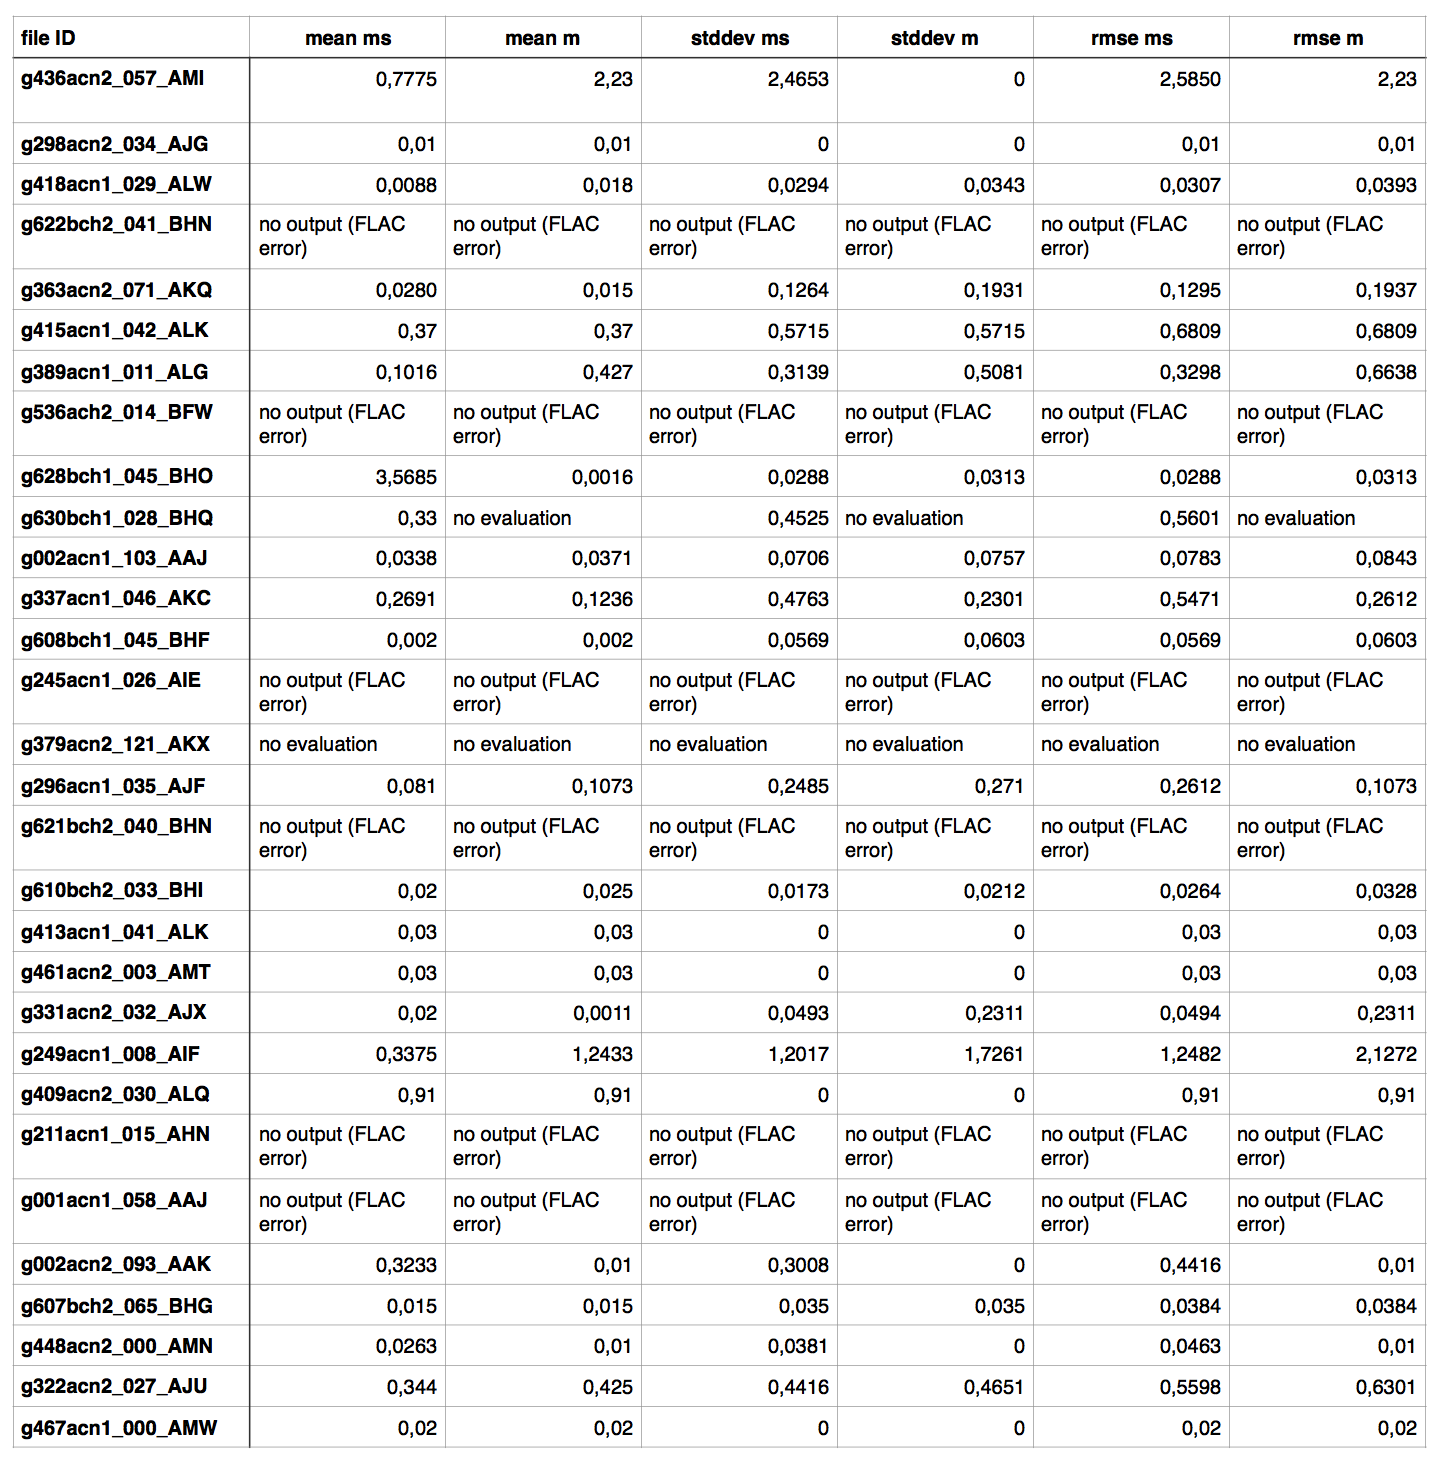 file ID mean ms mean m stddev ms stddev m rmse ms rmse m
g436acn2_057_AMI 0,7775 2,23 2,4653 0 2,5850 2,23
g298acn2_034_AJG 0,01 0,01 0 0 0,01 0,01
g418acn1_029_ALW 0,0088 0,018 0,0294 0,0343 0,0307 0,0393
g622bch2_041_BHN no output (FLAC no output (FLAC no output (FLAC no output (FLAC no output (FLAC no output (FLAC
error) error) error) error) error) error)
g363acn2_071_AKQ 0,0280 0,015 0,1264 0,1931 0,1295 0,1937
g415acn1_042_ALK 0,37 0,37 0,5715 0,5715 0,6809 0,6809
g389acn1_011_ALG 0,1016 0,427 0,3139 0,5081 0,3298 0,6638
g536ach2_014_BFW no output (FLAC no output (FLAC no output (FLAC no output (FLAC no output (FLAC no output (FLAC
error) error) error) error) error) error)
g628bch1_045_BHO 3,5685 0,0016 0,0288 0,0313 0,0288 0,0313
g630bch1_028_BHQ 0,33 no evaluation 0,4525 no evaluation 0,5601 no evaluation
g002acn1_103_AAJ 0,0338 0,0371 0,0706 0,0757 0,0783 0,0843
g337acn1_046_AKC 0,2691 0,1236 0,4763 0,2301 0,5471 0,2612
g608bch1_045_BHF 0,002 0,002 0,0569 0,0603 0,0569 0,0603
g245acn1_026_AIE no output (FLAC no output (FLAC no output (FLAC no output (FLAC no output (FLAC no output (FLAC
error) error) error) error) error) error)
g379acn2_121_AKX no evaluation no evaluation no evaluation no evaluation no evaluation no evaluation
g296acn1_035_AJF 0,081 0,1073 0,2485 0,271 0,2612 0,1073
g621bch2_040_BHN no output (FLAC no output (FLAC no output (FLAC no output (FLAC no output (FLAC no output (FLAC
error) error) error) error) error) error)
g610bch2_033_BHI 0,02 0,025 0,0173 0,0212 0,0264 0,0328
g413acn1_041_ALK 0,03 0,03 0 0 0,03 0,03
g461acn2_003_AMT 0,03 0,03 0 0 0,03 0,03
g331acn2_032_AJX 0,02 0,0011 0,0493 0,2311 0,0494 0,2311
g249acn1_008_AIF 0,3375 1,2433 1,2017 1,7261 1,2482 2,1272
g409acn2_030_ALQ 0,91 0,91 0 0 0,91 0,91
g211acn1_015_AHN no output (FLAC no output (FLAC no output (FLAC no output (FLAC no output (FLAC no output (FLAC
error) error) error) error) error) error)
g001acn1_058_AAJ no output (FLAC no output (FLAC no output (FLAC no output (FLAC no output (FLAC no output (FLAC
error) error) error) error) error) error)
g002acn2_093_AAK 0,3233 0,01 0,3008 0 0,4416 0,01
g607bch2_065_BHG 0,015 0,015 0,035 0,035 0,0384 0,0384
g448acn2_000_AMN 0,0263 0,01 0,0381 0 0,0463 0,01
g322acn2_027_AJU 0,344 0,425 0,4416 0,4651 0,5598 0,6301
g467acn1_000_AMW 0,02 0,02 0 0 0,02 0,02